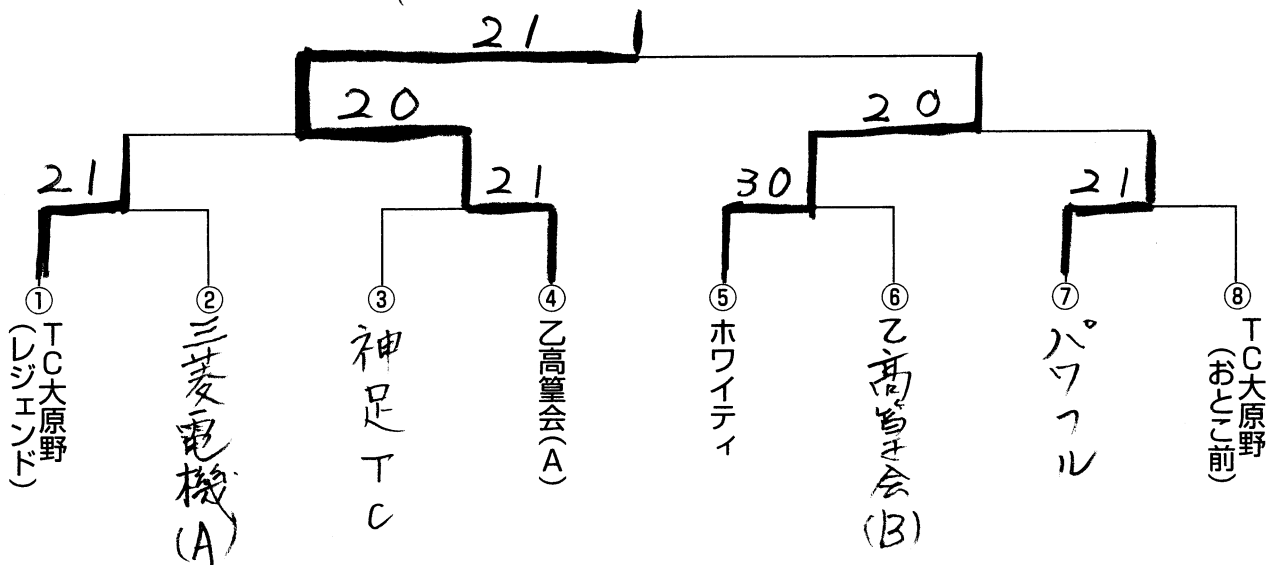 21
20
20
21
21
30
21
①
TC大原野
(レジェンド)
②
三菱電機(A)
③
神足TC
④
乙高篁会(A)
⑤
ホワイティ
⑥
乙高篁会(B)
⑦
パワフル
⑧
TC大原野
(おとこ前)